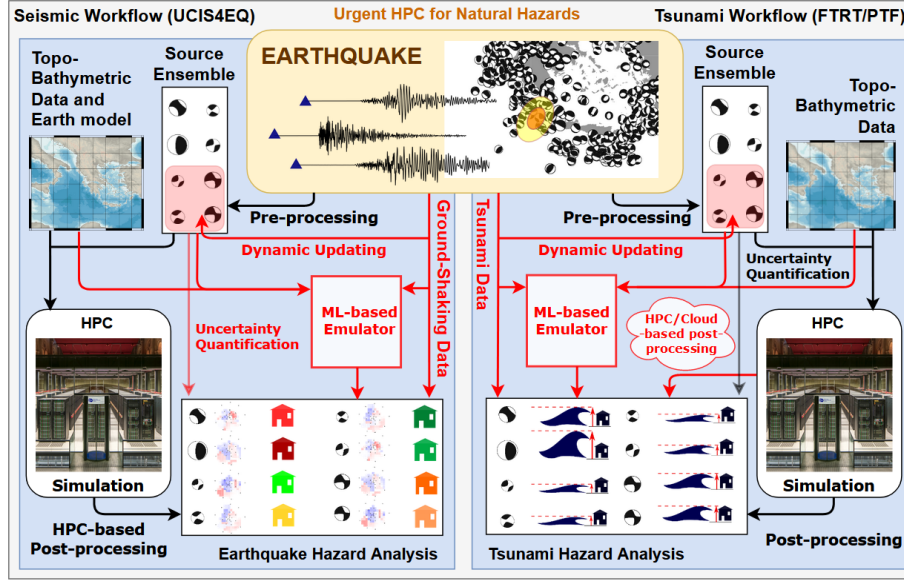 Seismic Workflow (UCIS4EQ)
Urgent HPC for Natural Hazards
Tsunami Workflow (FTRT/PTF)
Topo-
Bathymetric
Data and
Earth model
Source
Ensemble
EARTHQUAKE
Source
Ensemble
Topo-
Bathymetric
Data
Pre-processing
Pre-processing
Dynamic Updating
Dynamic Updating
Ground-Shaking Data
Tsunami Data
Uncertainty
Quantification
ML-based
Emulator
ML-based
Emulator
Uncertainty
Quantification
HPC/Cloud
-based post-
processing
HPC
Simulation
HPC
Simulation
HPC-based
Post-processing
Earthquake Hazard Analysis
Tsunami Hazard Analysis
Post-processing